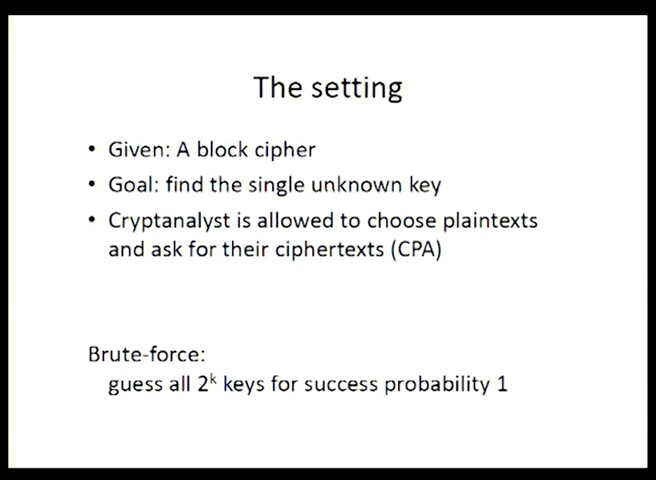 The setting
• Given: A block cipher
• Goal: find the single unknown key
• Cryptanalyst is allowed to choose plaintexts
and ask for their ciphertexts (CPA)
Brute-force:
guess all 2ᵏ keys for success probability 1